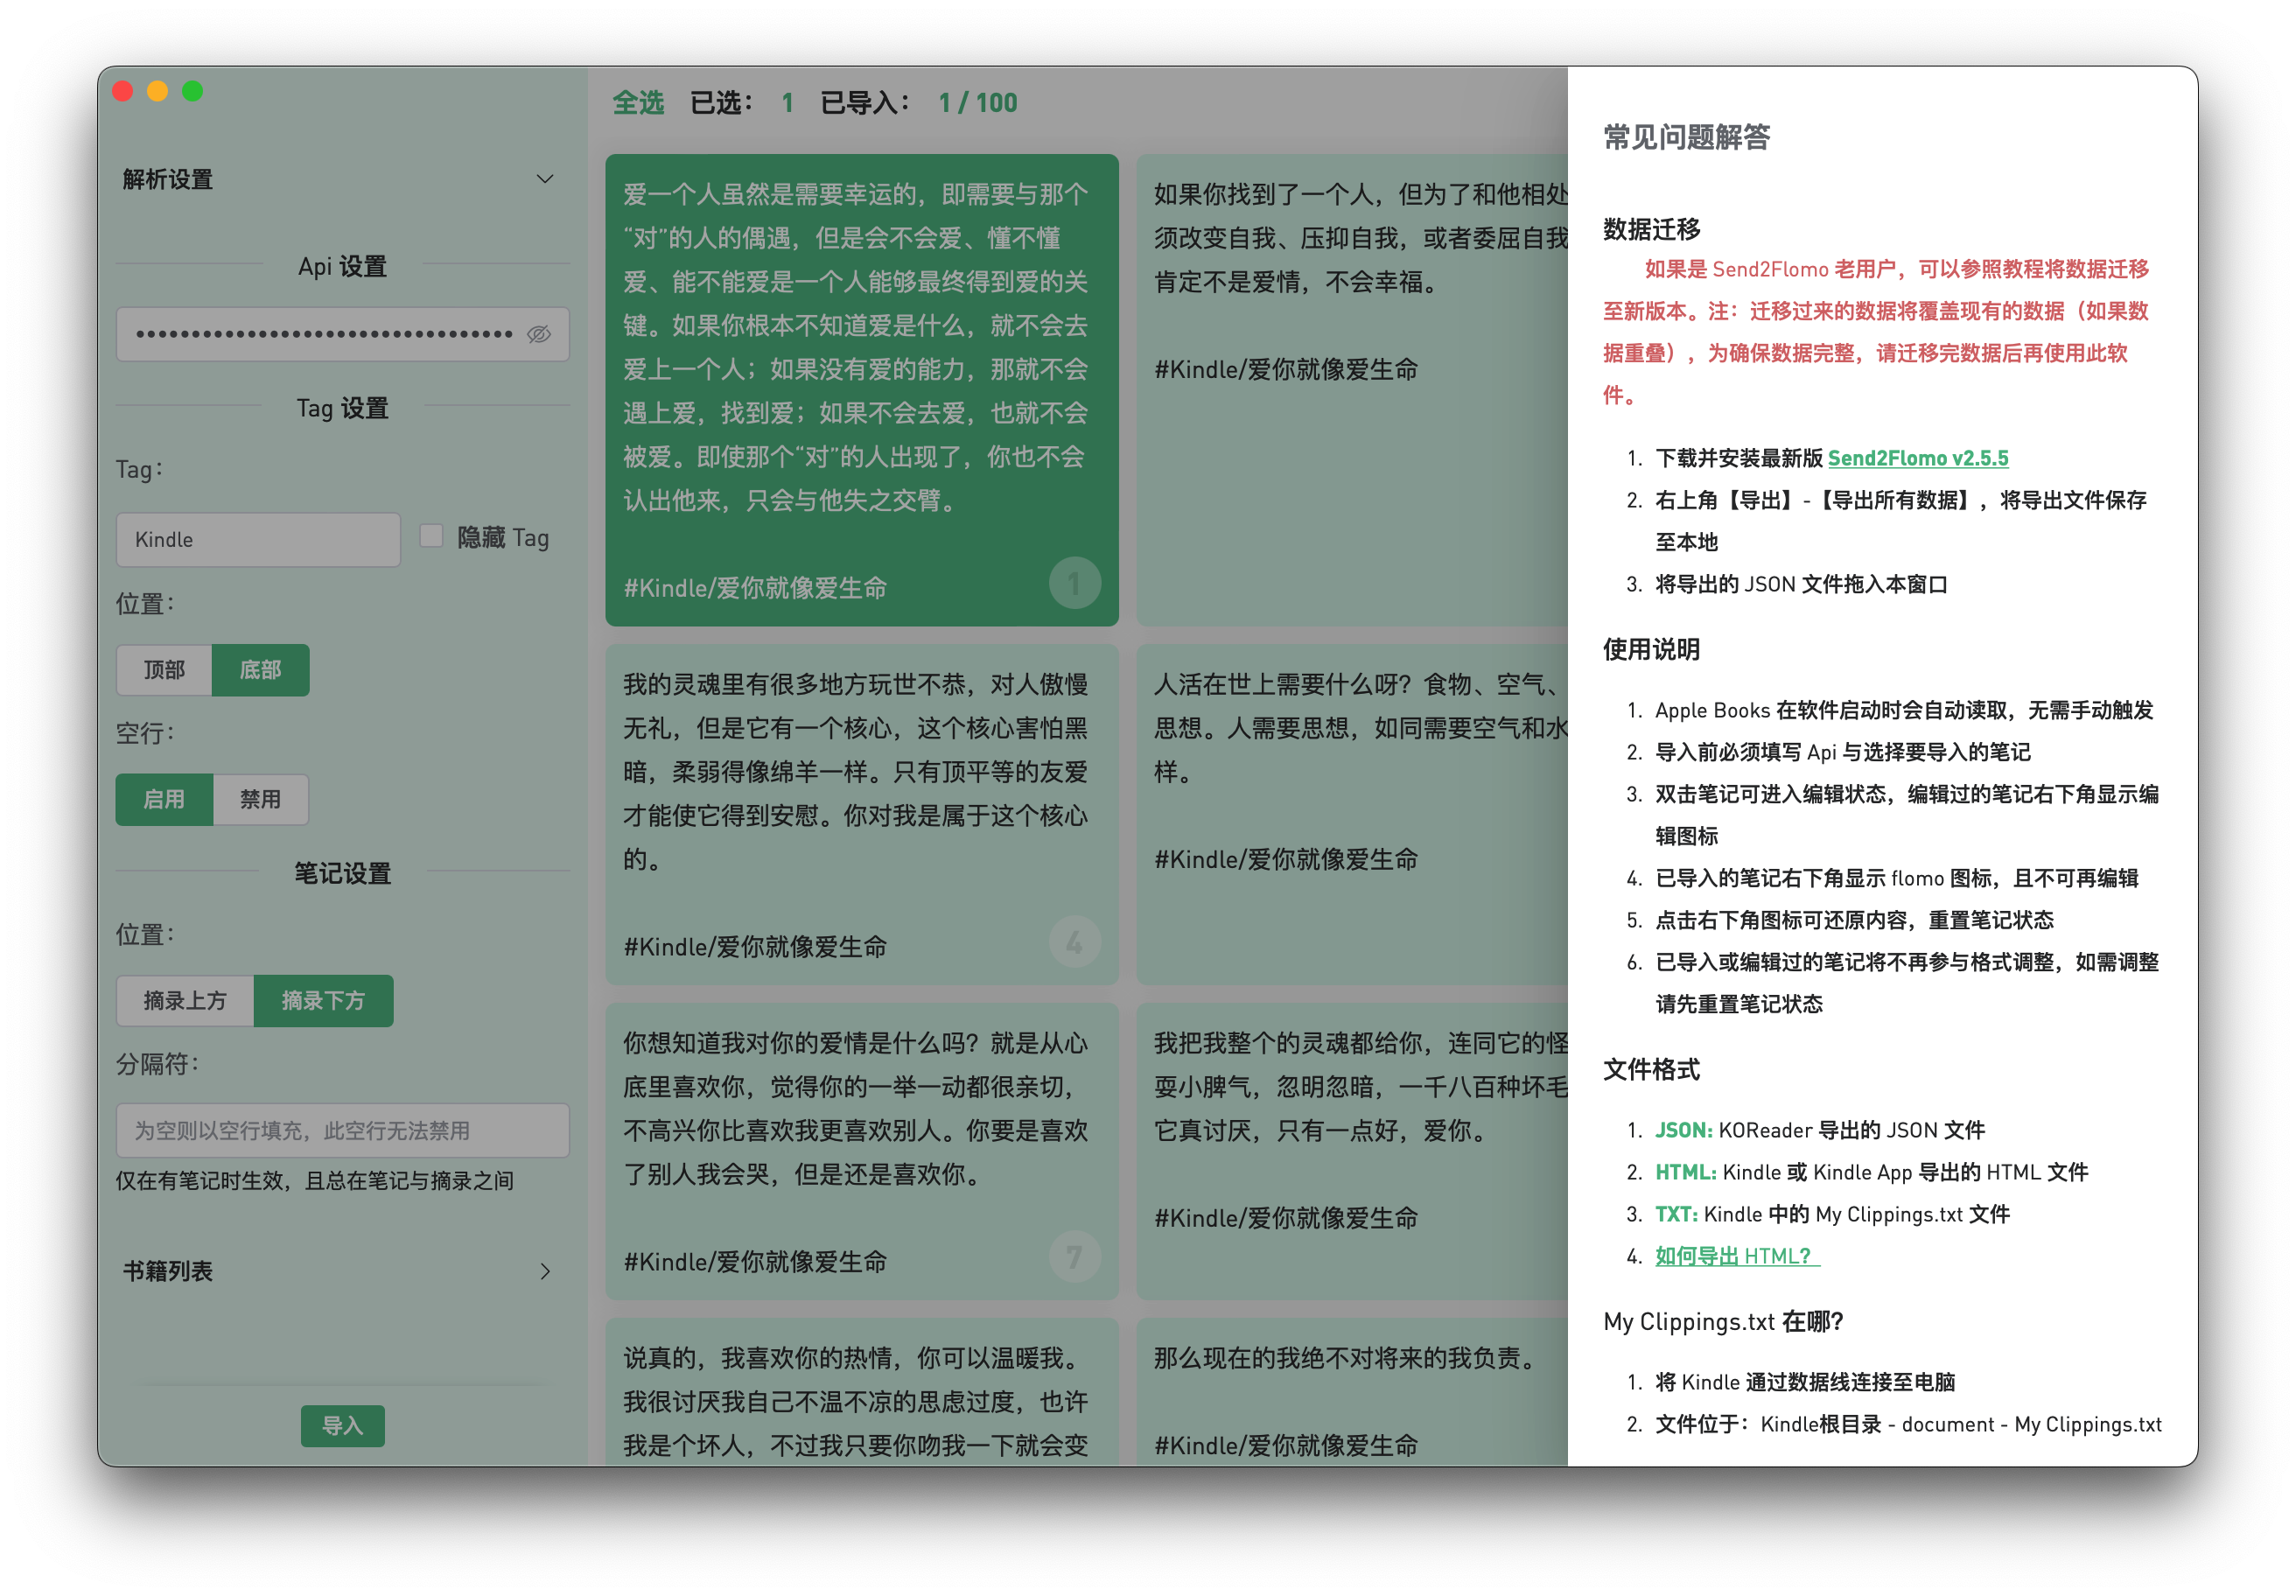 解析设置
Api 设置
Tag 设置
Tag：
Kindle
隐藏 Tag
位置：
顶部
底部
空行：
启用
禁用
笔记设置
位置：
摘录上方
摘录下方
分隔符：
为空则以空行填充，此空行无法禁用
仅在有笔记时生效，且总在笔记与摘录之间
书籍列表
导入
全选 已选： 1 已导入： 1 / 100
爱一个人虽然是需要幸运的，即需要与那个
“对”的人的偶遇，但是会不会爱、懂不懂
爱、能不能爱是一个人能够最终得到爱的关
键。如果你根本不知道爱是什么，就不会去
爱上一个人；如果没有爱的能力，那就不会
遇上爱，找到爱；如果不会去爱，也就不会
被爱。即使那个“对”的人出现了，你也不会
认出他来，只会与他失之交臂。
#Kindle/爱你就像爱生命
1
如果你找到了一个人，但为了和他相处
须改变自我、压抑自我，或者委屈自我
肯定不是爱情，不会幸福。
#Kindle/爱你就像爱生命
我的灵魂里有很多地方玩世不恭，对人傲慢
无礼，但是它有一个核心，这个核心害怕黑
暗，柔弱得像绵羊一样。只有顶平等的友爱
才能使它得到安慰。你对我是属于这个核心
的。
#Kindle/爱你就像爱生命
4
人活在世上需要什么呀？食物、空气、
思想。人需要思想，如同需要空气和水
样。
#Kindle/爱你就像爱生命
你想知道我对你的爱情是什么吗？就是从心
底里喜欢你，觉得你的一举一动都很亲切，
不高兴你比喜欢我更喜欢别人。你要是喜欢
了别人我会哭，但是还是喜欢你。
#Kindle/爱你就像爱生命
7
我把我整个的灵魂都给你，连同它的怪
耍小脾气，忽明忽暗，一千八百种坏毛
它真讨厌，只有一点好，爱你。
#Kindle/爱你就像爱生命
说真的，我喜欢你的热情，你可以温暖我。
我很讨厌我自己不温不凉的思虑过度，也许
我是个坏人，不过我只要你吻我一下就会变
那么现在的我绝不对将来的我负责。
#Kindle/爱你就像爱生命
常见问题解答
数据迁移
如果是 Send2Flomo 老用户，可以参照教程将数据迁移
至新版本。注：迁移过来的数据将覆盖现有的数据（如果数
据重叠），为确保数据完整，请迁移完数据后再使用此软
件。
1. 下载并安装最新版 Send2Flomo v2.5.5
2. 右上角【导出】-【导出所有数据】，将导出文件保存
至本地
3. 将导出的 JSON 文件拖入本窗口
使用说明
1. Apple Books 在软件启动时会自动读取，无需手动触发
2. 导入前必须填写 Api 与选择要导入的笔记
3. 双击笔记可进入编辑状态，编辑过的笔记右下角显示编
辑图标
4. 已导入的笔记右下角显示 flomo 图标，且不可再编辑
5. 点击右下角图标可还原内容，重置笔记状态
6. 已导入或编辑过的笔记将不再参与格式调整，如需调整
请先重置笔记状态
文件格式
1. JSON: KOReader 导出的 JSON 文件
2. HTML: Kindle 或 Kindle App 导出的 HTML 文件
3. TXT: Kindle 中的 My Clippings.txt 文件
4. 如何导出 HTML？
My Clippings.txt 在哪?
1. 将 Kindle 通过数据线连接至电脑
2. 文件位于：Kindle根目录 - document - My Clippings.txt